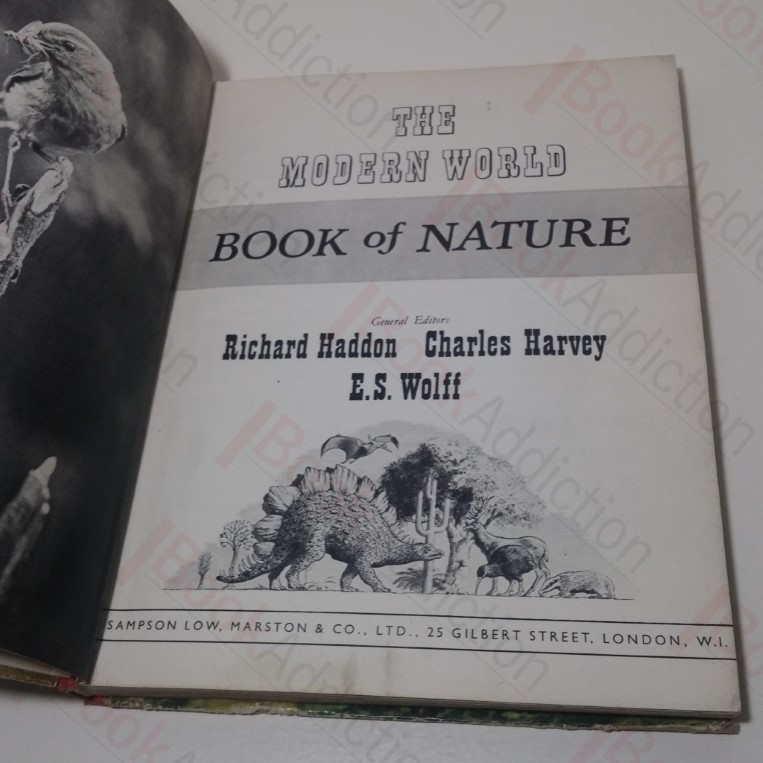 THE
MODERN WORLD
BOOK of NATURE
General Editors
Richard Haddon Charles Harvey
E.S. Wolff
SAMPSON LOW, MARSTON & CO., LTD., 25 GILBERT STREET, LONDON, W.I.
BookAddiction